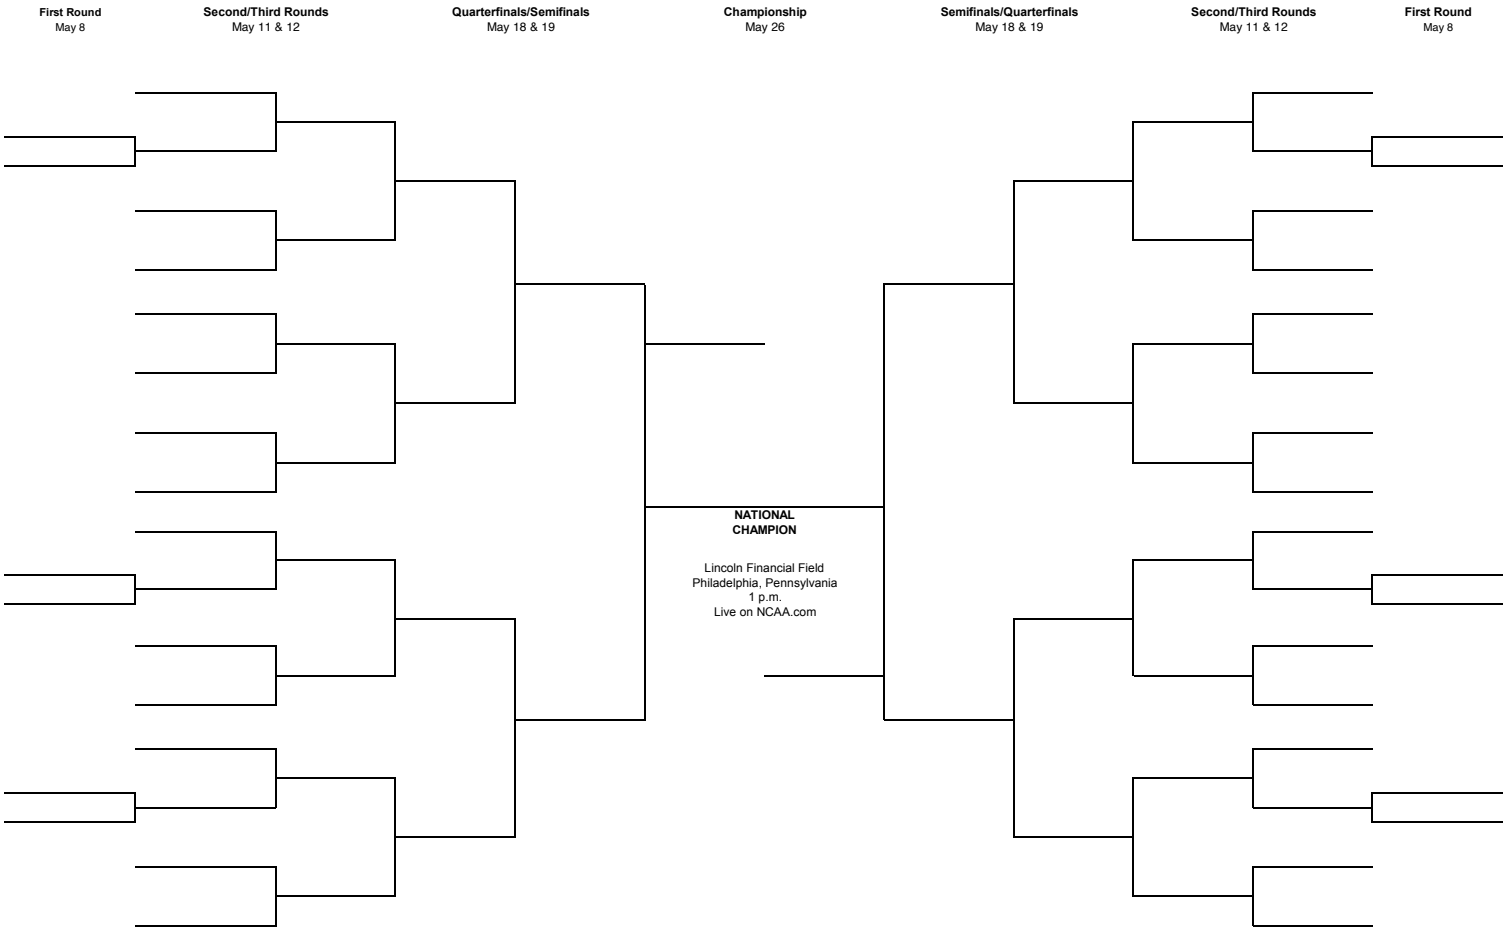 First Round
May 8
Second/Third Rounds
May 11 & 12
Quarterfinals/Semifinals
May 18 & 19
Championship
May 26
Semifinals/Quarterfinals
May 18 & 19
Second/Third Rounds
May 11 & 12
First Round
May 8
NATIONAL
CHAMPION
Lincoln Financial Field
Philadelphia, Pennsylvania
1 p.m.
Live on NCAA.com